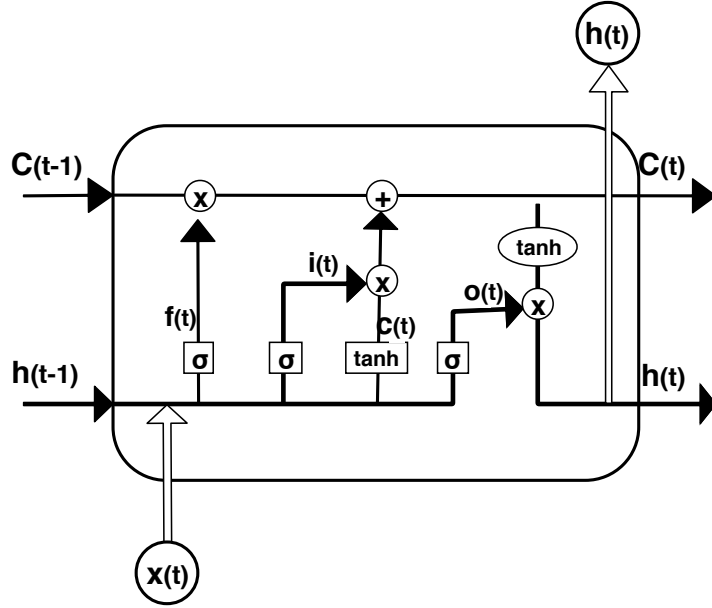 h(t)
C(t-1)
C(t)
x
+
tanh
i(t)
x
o(t)
x
f(t)
c(t)
σ
σ
tanh
σ
h(t-1)
h(t)
x(t)